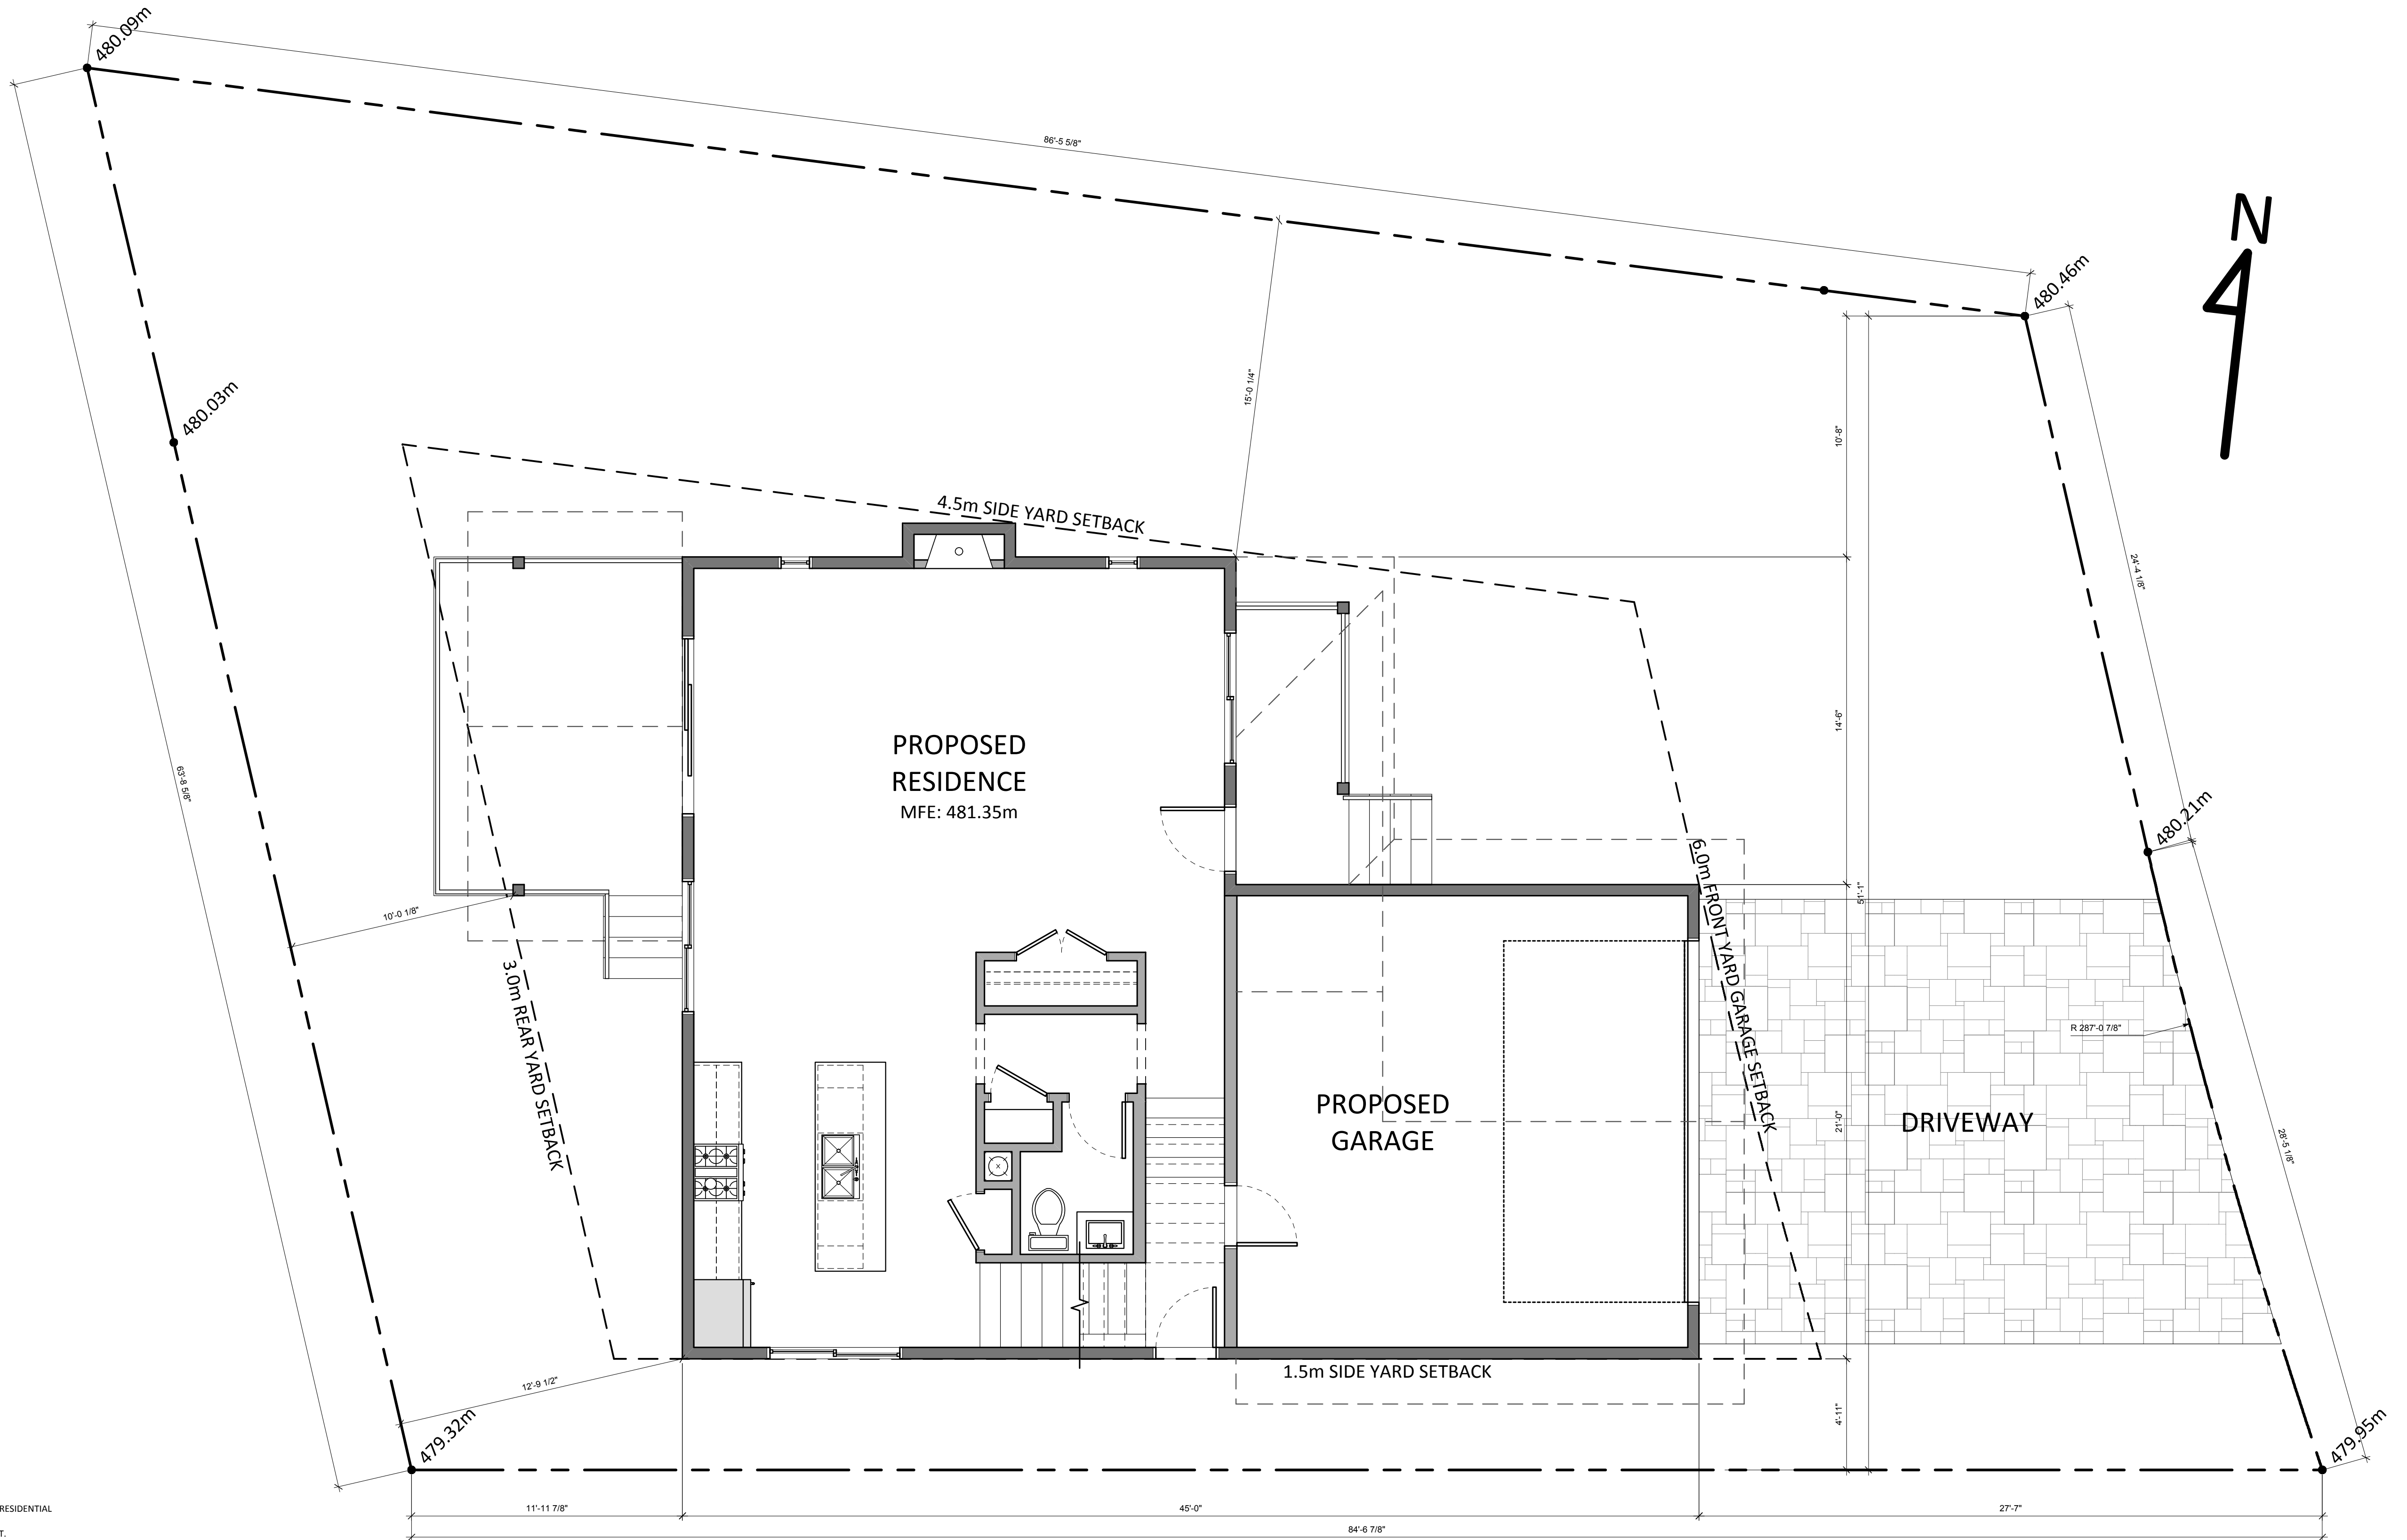 480.09m
86'-5 5/8"
N
480.46m
480.03m
15'-0 1/4"
10'-8"
4.5m SIDE YARD SETBACK
24'-4 1/8"
PROPOSED
RESIDENCE
MFE: 481.35m
14'-6"
63'-8 5/8"
480.21m
6.0m FRONT YARD GARAGE SETBACK
51'-1"
10'-0 1/8"
3.0m REAR YARD SETBACK
R 287'-0 7/8"
PROPOSED
GARAGE
21'-0"
DRIVEWAY
28'-5 1/8"
1.5m SIDE YARD SETBACK
12'-9 1/2"
4'-11"
479.32m
479.95m
RESIDENTIAL
11'-11 7/8"
45'-0"
27'-7"
T.
84'-6 7/8"